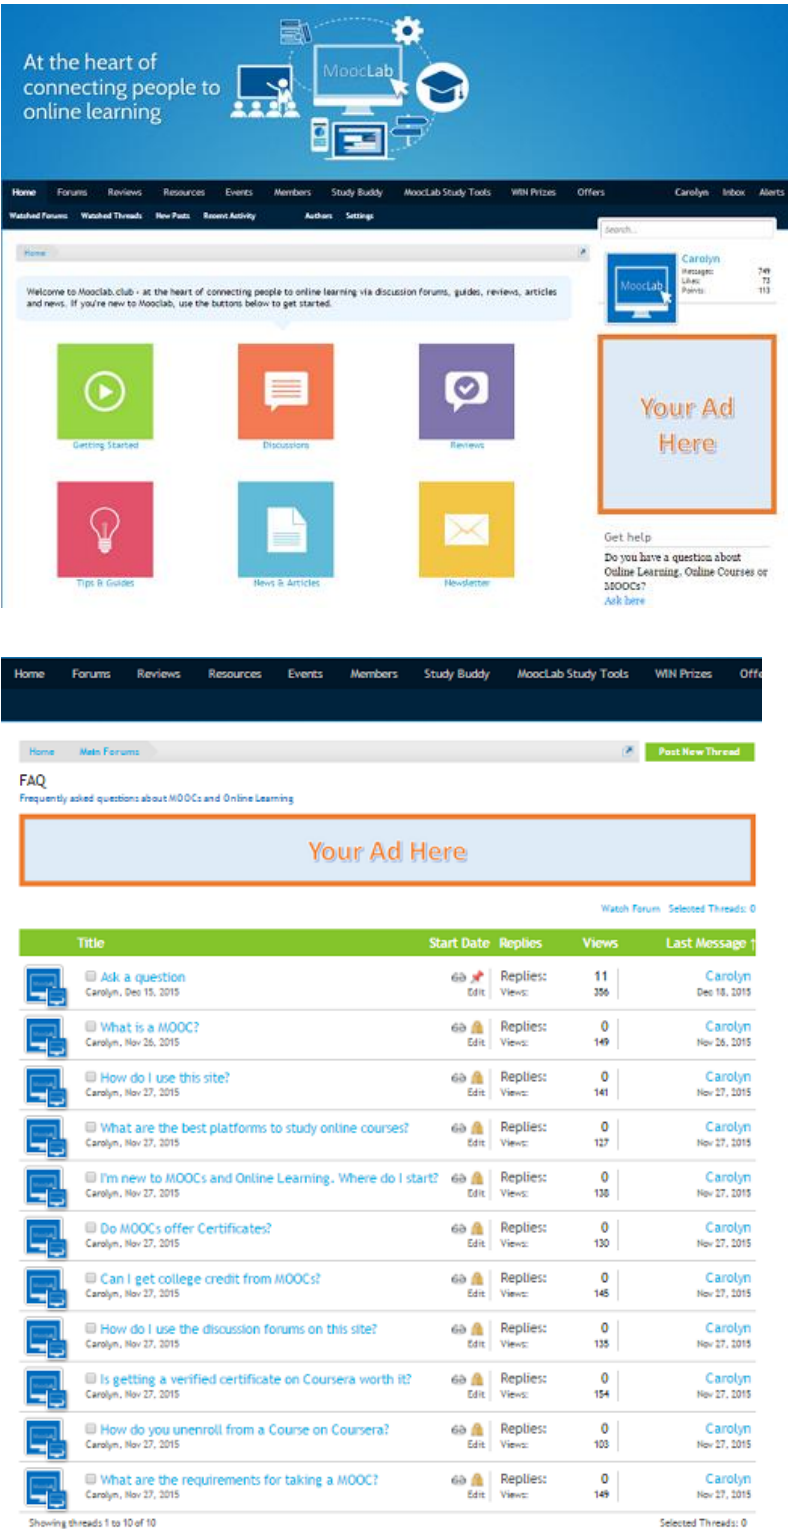 At the heart of
connecting people to
online learning
MoocLab
Home Forums Reviews Resources Events Members Study Buddy MoocLab Study Tools WIN Prizes Offers Carolyn Inbox Alerts
Watched Forums Watched Threads New Posts Recent Activity Authors Settings
Search...
Home
Carolyn
Messages: 749
Likes: 73
Points: 113
MoocLab
Welcome to Mooclab.club - at the heart of connecting people to online learning via discussion forums, guides, reviews, articles
and news. If you're new to Mooclab, use the buttons below to get started.
Your Ad
Here
Getting Started Discussions Reviews
Get help
Do you have a question about
Online Learning, Online Courses or
MOOCs?
Ask here
Tips & Guides News & Articles Newsletter
Home Forums Reviews Resources Events Members Study Buddy MoocLab Study Tools WIN Prizes Offe
Home Main Forums Post New Thread
FAQ
Frequently asked questions about MOOCs and Online Learning
Your Ad Here
Watch Forum Selected Threads: 0
Title Start Date Replies Views Last Message ↑
Ask a question Replies: 11 Carolyn
Carolyn, Dec 15, 2015 Edit Views: 356 Dec 18, 2015
What is a MOOC? Replies: 0 Carolyn
Carolyn, Nov 26, 2015 Edit Views: 149 Nov 26, 2015
How do I use this site? Replies: 0 Carolyn
Carolyn, Nov 27, 2015 Edit Views: 141 Nov 27, 2015
What are the best platforms to study online courses? Replies: 0 Carolyn
Carolyn, Nov 27, 2015 Edit Views: 127 Nov 27, 2015
I'm new to MOOCs and Online Learning. Where do I start? Replies: 0 Carolyn
Carolyn, Nov 27, 2015 Edit Views: 138 Nov 27, 2015
Do MOOCs offer Certificates? Replies: 0 Carolyn
Carolyn, Nov 27, 2015 Edit Views: 130 Nov 27, 2015
Can I get college credit from MOOCs? Replies: 0 Carolyn
Carolyn, Nov 27, 2015 Edit Views: 145 Nov 27, 2015
How do I use the discussion forums on this site? Replies: 0 Carolyn
Carolyn, Nov 27, 2015 Edit Views: 135 Nov 27, 2015
Is getting a verified certificate on Coursera worth it? Replies: 0 Carolyn
Carolyn, Nov 27, 2015 Edit Views: 154 Nov 27, 2015
How do you unenroll from a Course on Coursera? Replies: 0 Carolyn
Carolyn, Nov 27, 2015 Edit Views: 103 Nov 27, 2015
What are the requirements for taking a MOOC? Replies: 0 Carolyn
Carolyn, Nov 27, 2015 Edit Views: 149 Nov 27, 2015
Showing threads 1 to 10 of 10 Selected Threads: 0